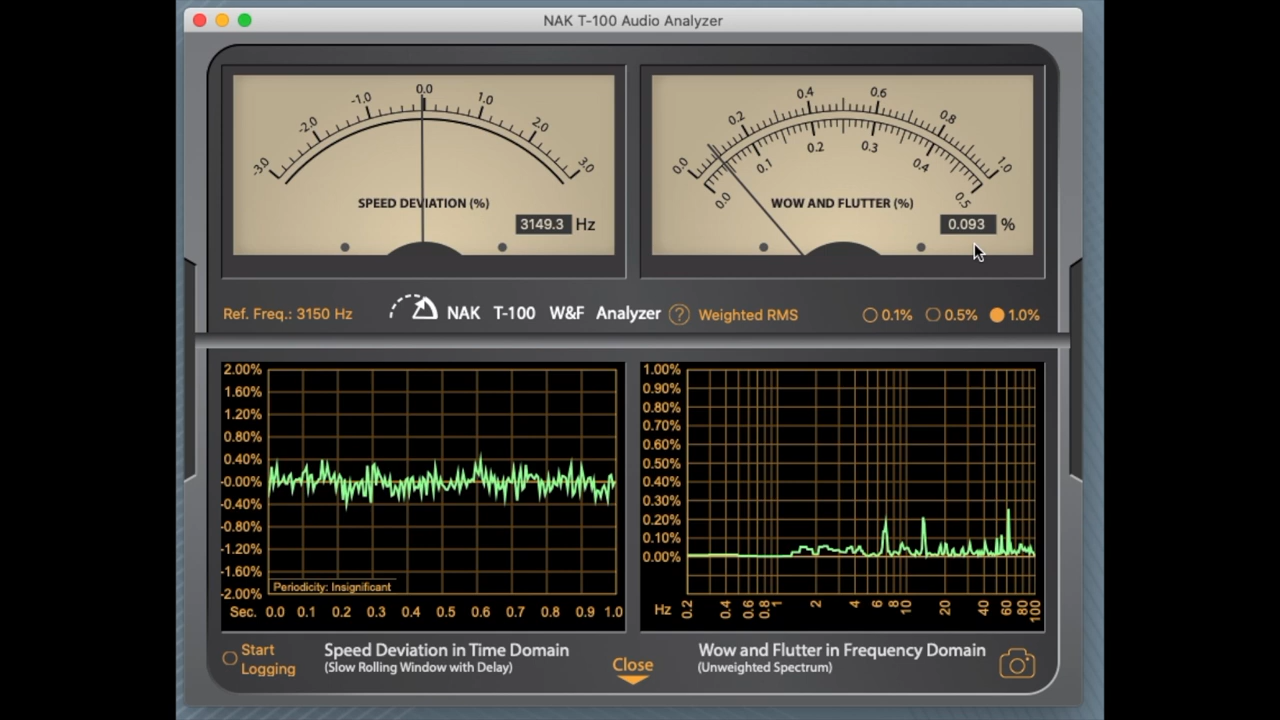 NAK T-100 Audio Analyzer
-3.0 -2.0 -1.0 0.0 1.0 2.0 3.0
SPEED DEVIATION (%)
3149.3 Hz
0.0 0.2 0.4 0.6 0.8 1.0
0.0 0.1 0.2 0.3 0.4 0.5
WOW AND FLUTTER (%)
0.093 %
Ref. Freq.: 3150 Hz
NAK T-100 W&F Analyzer
? Weighted RMS
0.1% 0.5% 1.0%
2.00%
1.60%
1.20%
0.80%
0.40%
-0.00%
-0.40%
-0.80%
-1.20%
-1.60%
-2.00%
Periodicity: Insignificant
Sec. 0.0 0.1 0.2 0.3 0.4 0.5 0.6 0.7 0.8 0.9 1.0
1.00%
0.90%
0.80%
0.70%
0.60%
0.50%
0.40%
0.30%
0.20%
0.10%
0.00%
Hz 0.2 0.4 0.6 0.8 1 2 4 6 8 10 20 40 60 80 100
Start
Logging
Speed Deviation in Time Domain
(Slow Rolling Window with Delay)
Close
Wow and Flutter in Frequency Domain
(Unweighted Spectrum)